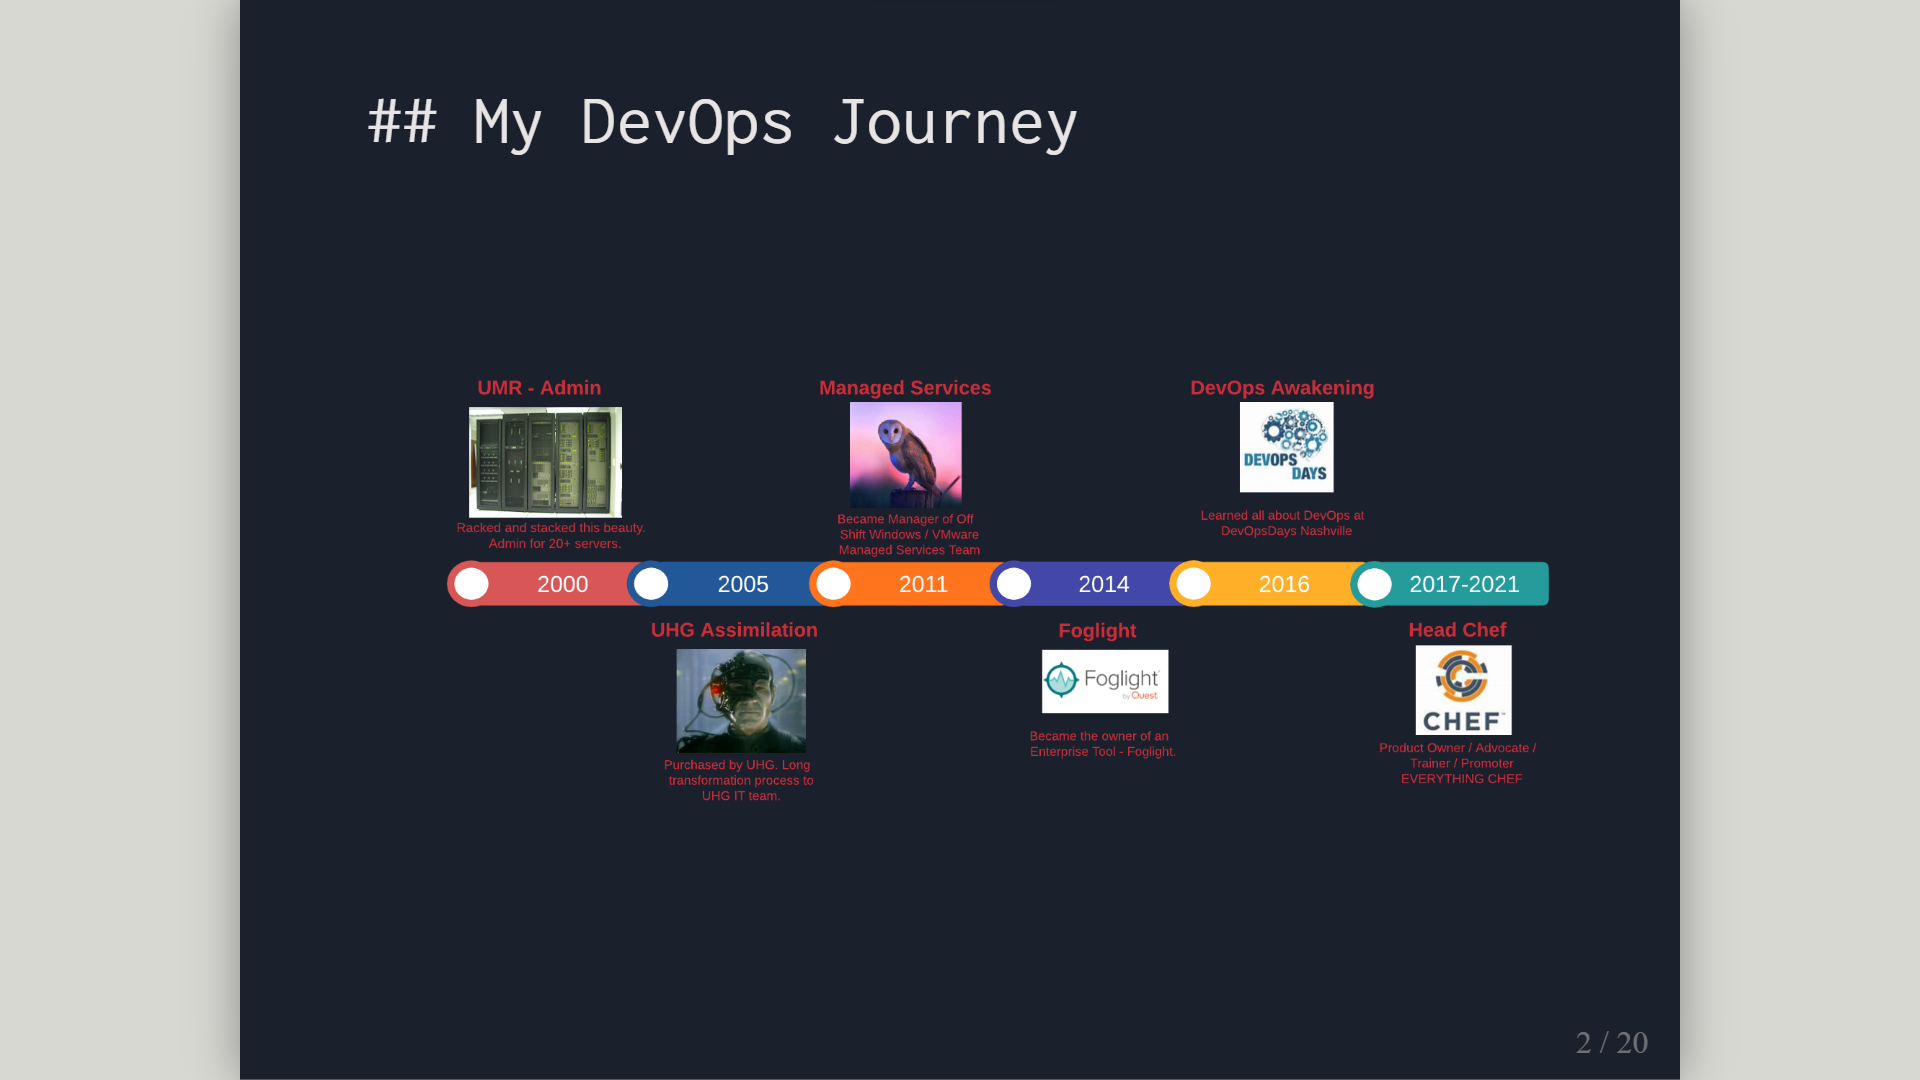 ## My DevOps Journey
UMR - Admin
Racked and stacked this beauty.
Admin for 20+ servers.
Managed Services
Became Manager of Off
Shift Windows / VMware
Managed Services Team
DevOps Awakening
DEVOPS
DAYS
Learned all about DevOps at
DevOpsDays Nashville
2000
2005
2011
2014
2016
2017-2021
UHG Assimilation
Purchased by UHG. Long
transformation process to
UHG IT team.
Foglight
Foglight
by Quest
Became the owner of an
Enterprise Tool - Foglight.
Head Chef
CHEF™
Product Owner / Advocate /
Trainer / Promoter
EVERYTHING CHEF
2 / 20